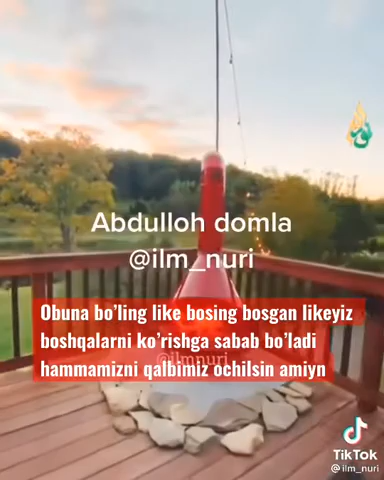 Abdulloh domla
@ilm_nuri
Obuna bo’ling like bosing bosgan likeyiz
boshqalarni ko’rishga sabab bo’ladi
@ilmnuri
hammamizni qalbimiz ochilsin amiyn
TikTok
@ilm_nuri